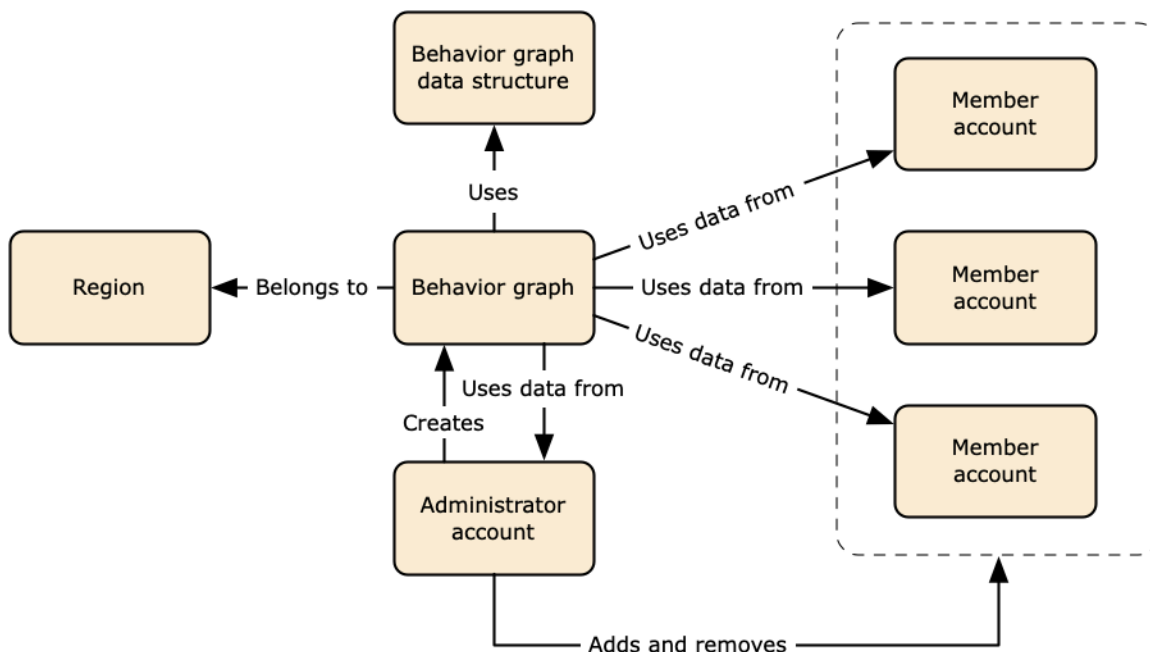 Behavior graph
data structure
Member
account
Uses
Uses data from
Region
Belongs to
Behavior graph
Uses data from
Member
account
Uses data from
Uses data from
Creates
Member
account
Administrator
account
Adds and removes